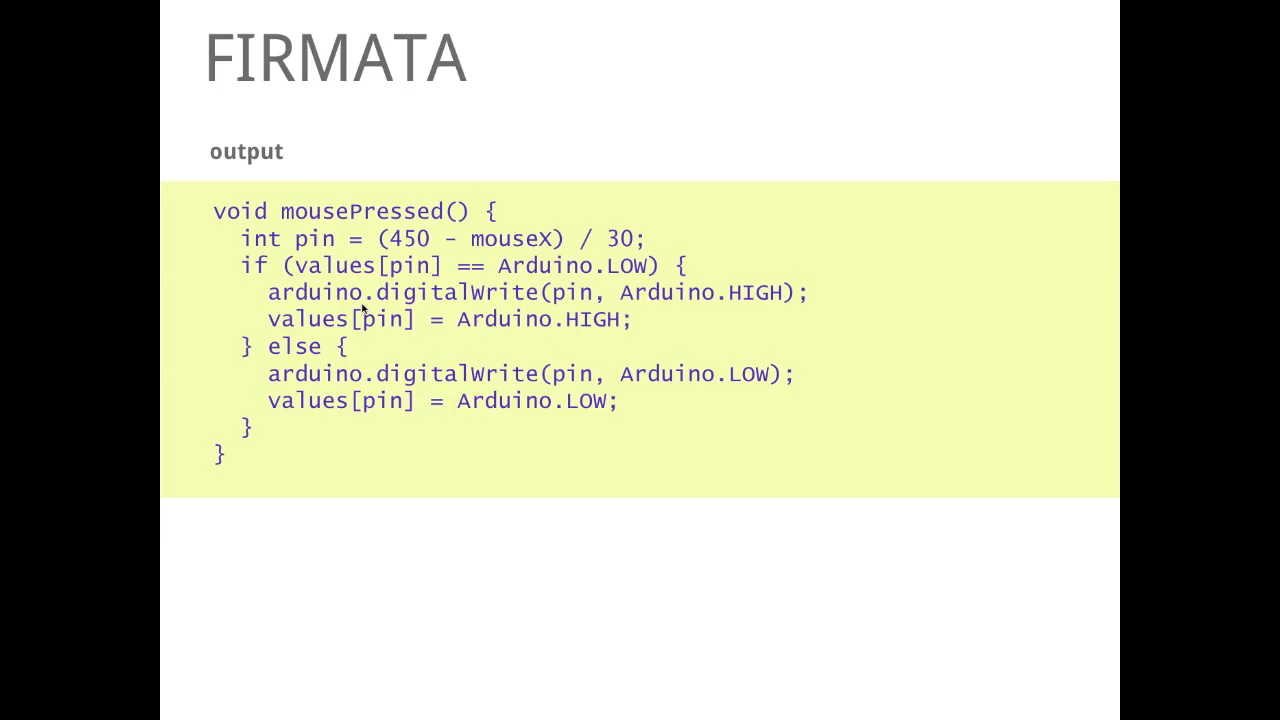 FIRMATA
output
void mousePressed() {
  int pin = (450 - mouseX) / 30;
  if (values[pin] == Arduino.LOW) {
    arduino.digitalWrite(pin, Arduino.HIGH);
    values[pin] = Arduino.HIGH;
  } else {
    arduino.digitalWrite(pin, Arduino.LOW);
    values[pin] = Arduino.LOW;
  }
}